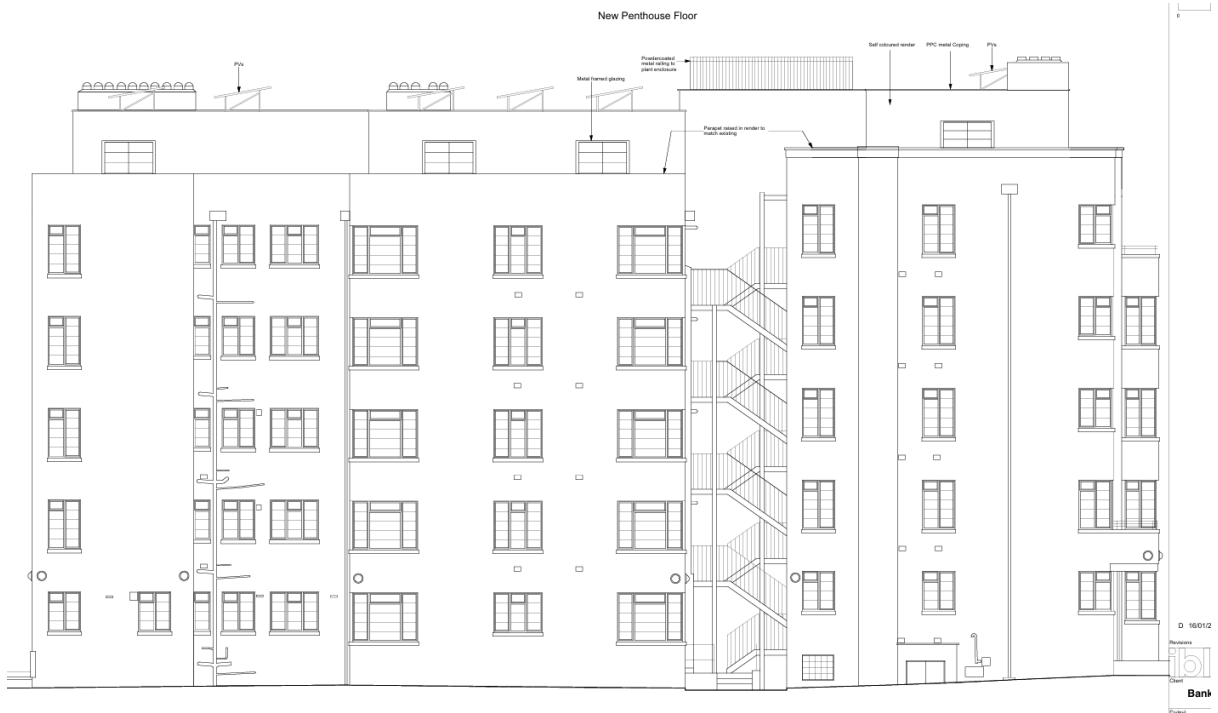 New Penthouse Floor
0
Self coloured render
PPC metal Coping
PVs
Powdercoated
metal railing to
plant enclosure
PVs
Metal framed glazing
Parapet raised in render to
match existing
D 16/01/2
Revisions
Client
Bank